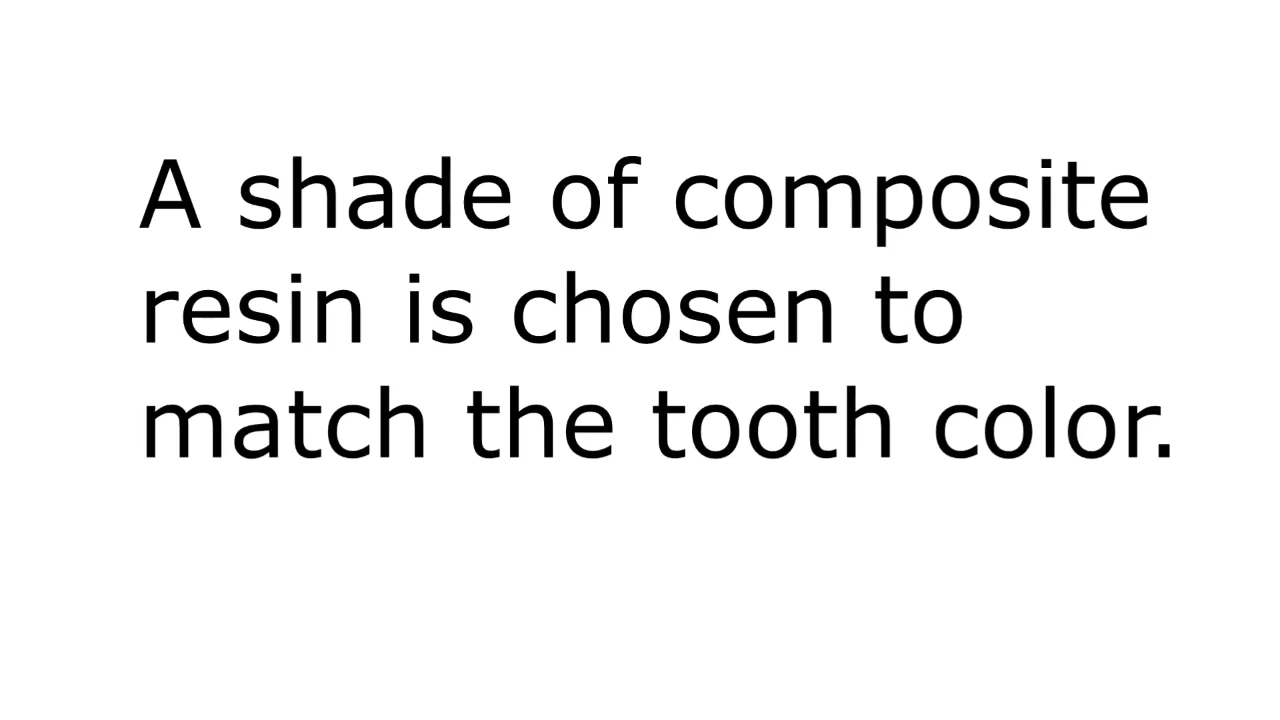 A shade of composite
resin is chosen to
match the tooth color.